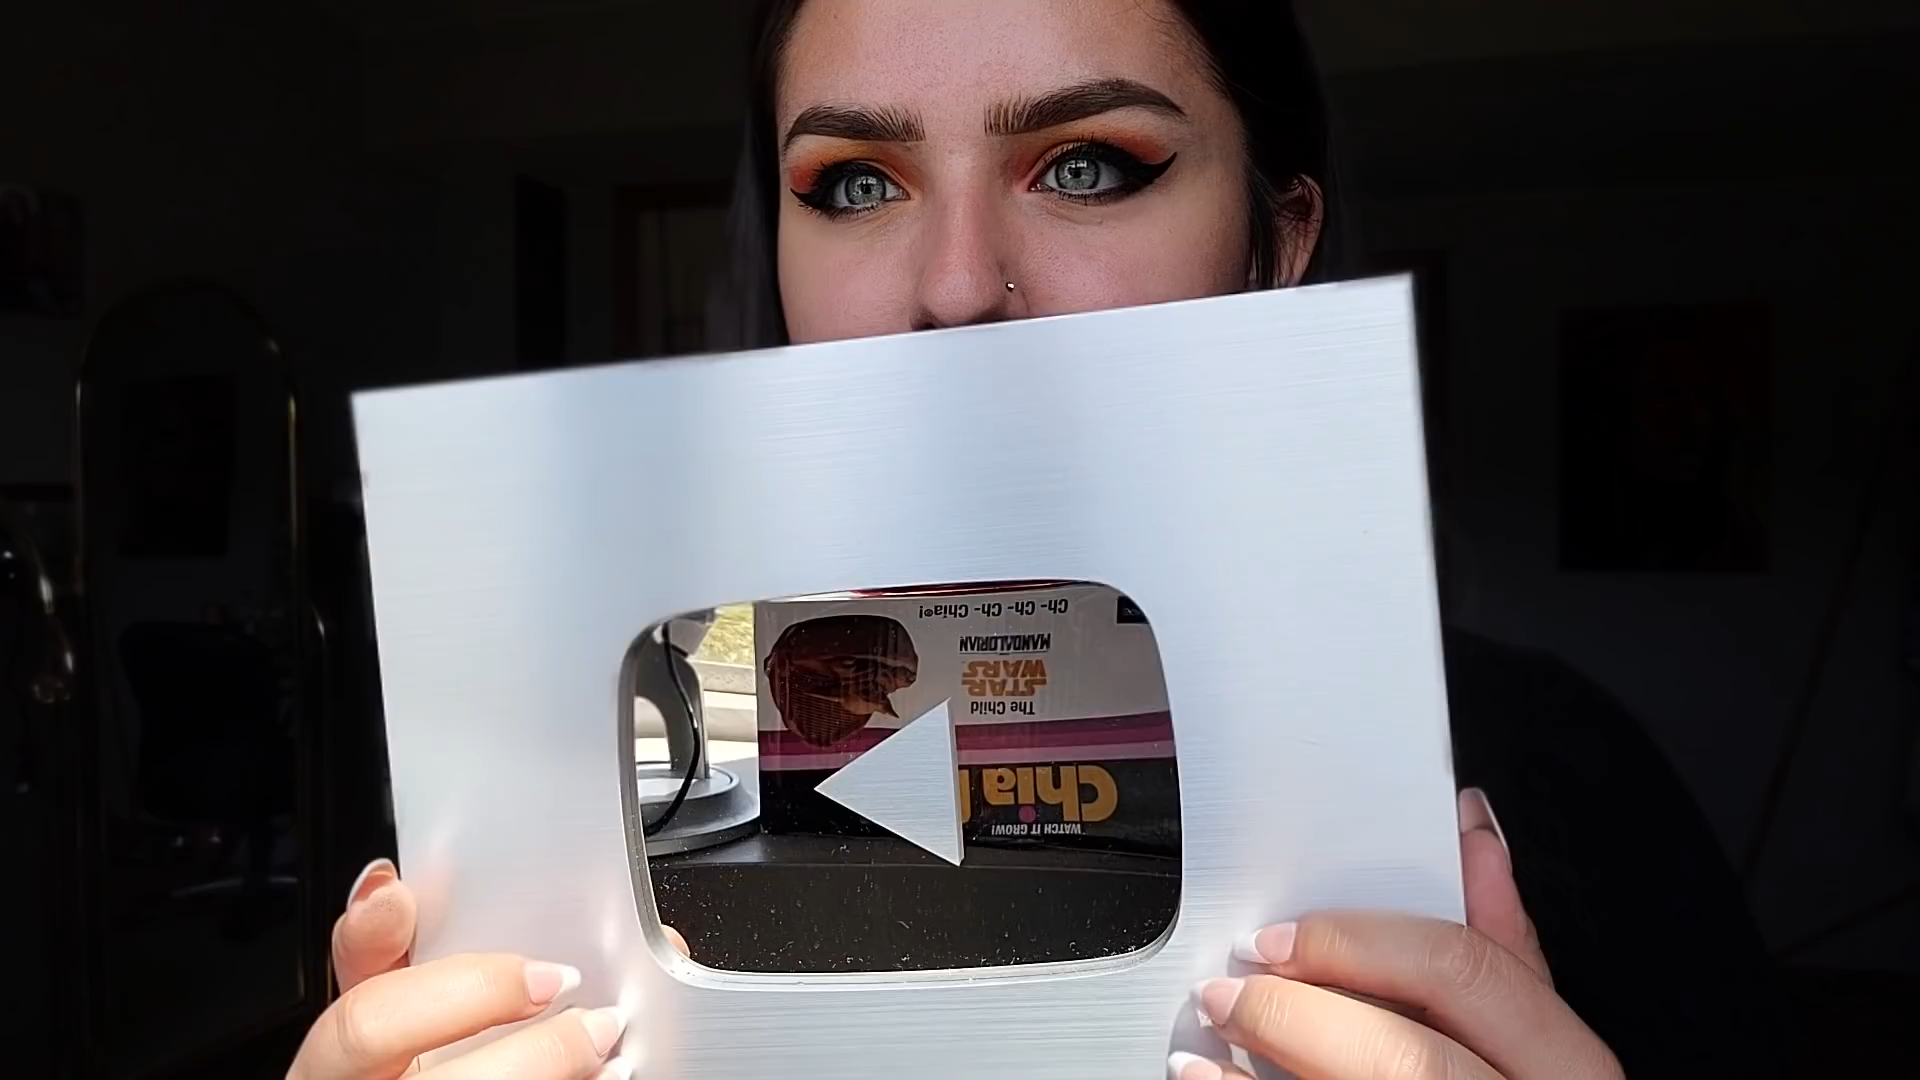 WATCH IT GROW!
Chia
The Child
STAR
WARS
MANDALORIAN
Ch- Ch- Ch- Chia®!